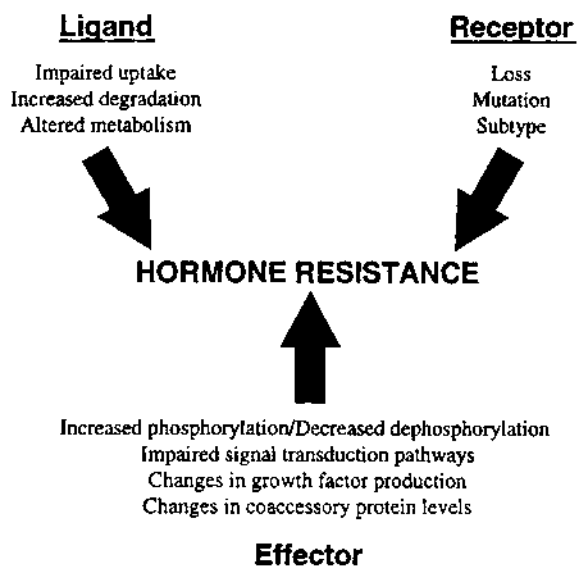 Ligand
Impaired uptake
Increased degradation
Altered metabolism
Receptor
Loss
Mutation
Subtype
HORMONE RESISTANCE
Increased phosphorylation/Decreased dephosphorylation
Impaired signal transduction pathways
Changes in growth factor production
Changes in coaccessory protein levels
Effector